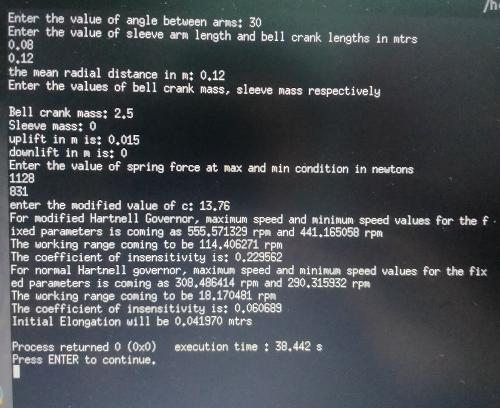 /h
Enter the value of angle between arms: 30
Enter the value of sleeve arm length and bell crank lengths in mtrs
0.08
0.12
the mean radial distance in m: 0.12
Enter the values of bell crank mass, sleeve mass respectively
Bell crank mass: 2.5
Sleeve mass: 0
uplift in m is: 0.015
downlift in m is: 0
Enter the value of spring force at max and min condition in newtons
1128
831
enter the modified value of c: 13.76
For modified Hartnell Governor, maximum speed and minimum speed values for the f
ixed parameters is coming as 555.571329 rpm and 441.165058 rpm
The working range coming to be 114.406271 rpm
The coefficient of insensitivity is: 0.229562
For normal Hartnell governor, maximum speed and minimum speed values for the fix
ed parameters is coming as 308.486414 rpm and 290.315932 rpm
The working range coming to be 18.170481 rpm
The coefficient of insensitivity is: 0.060689
Initial Elongation will be 0.041970 mtrs
Process returned 0 (0x0) execution time : 38.442 s
Press ENTER to continue.